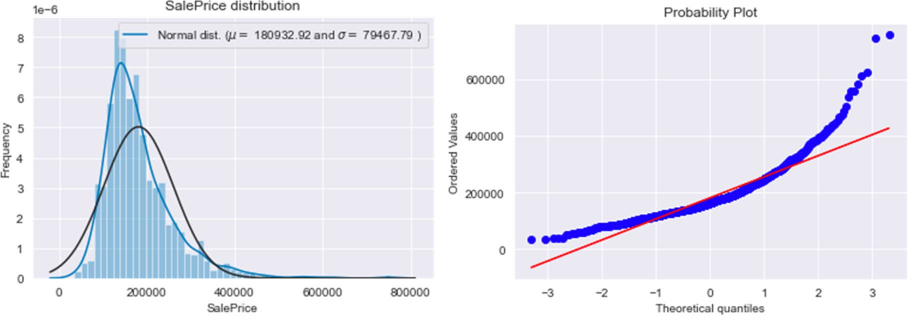 SalePrice distribution
1e−6
Normal dist. (μ = 180932.92 and σ = 79467.79 )
8
7
6
5
4
3
2
1
0
Frequency
0 200000 400000 600000 800000
SalePrice
Probability Plot
600000
400000
200000
0
Ordered Values
−3 −2 −1 0 1 2 3
Theoretical quantiles